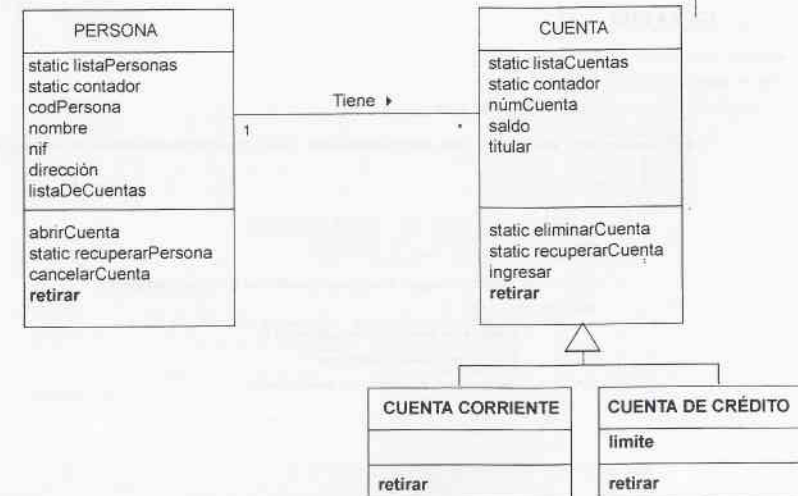 PERSONA
static listaPersonas
static contador
codPersona
nombre
nif
dirección
listaDeCuentas
abrirCuenta
static recuperarPersona
cancelarCuenta
retirar
Tiene ▸
1
*
CUENTA
static listaCuentas
static contador
númCuenta
saldo
titular
static eliminarCuenta
static recuperarCuenta
ingresar
retirar
CUENTA CORRIENTE
retirar
CUENTA DE CRÉDITO
limite
retirar